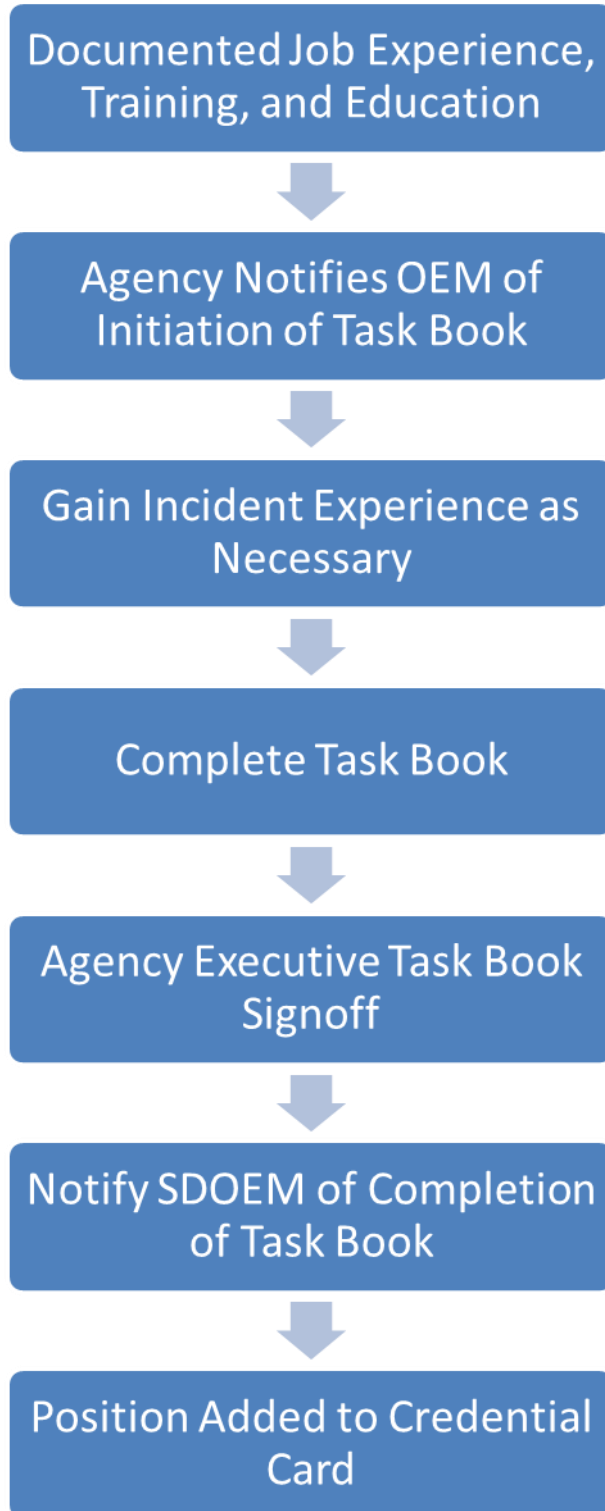 Documented Job Experience,
Training, and Education
Agency Notifies OEM of
Initiation of Task Book
Gain Incident Experience as
Necessary
Complete Task Book
Agency Executive Task Book
Signoff
Notify SDOEM of Completion
of Task Book
Position Added to Credential
Card